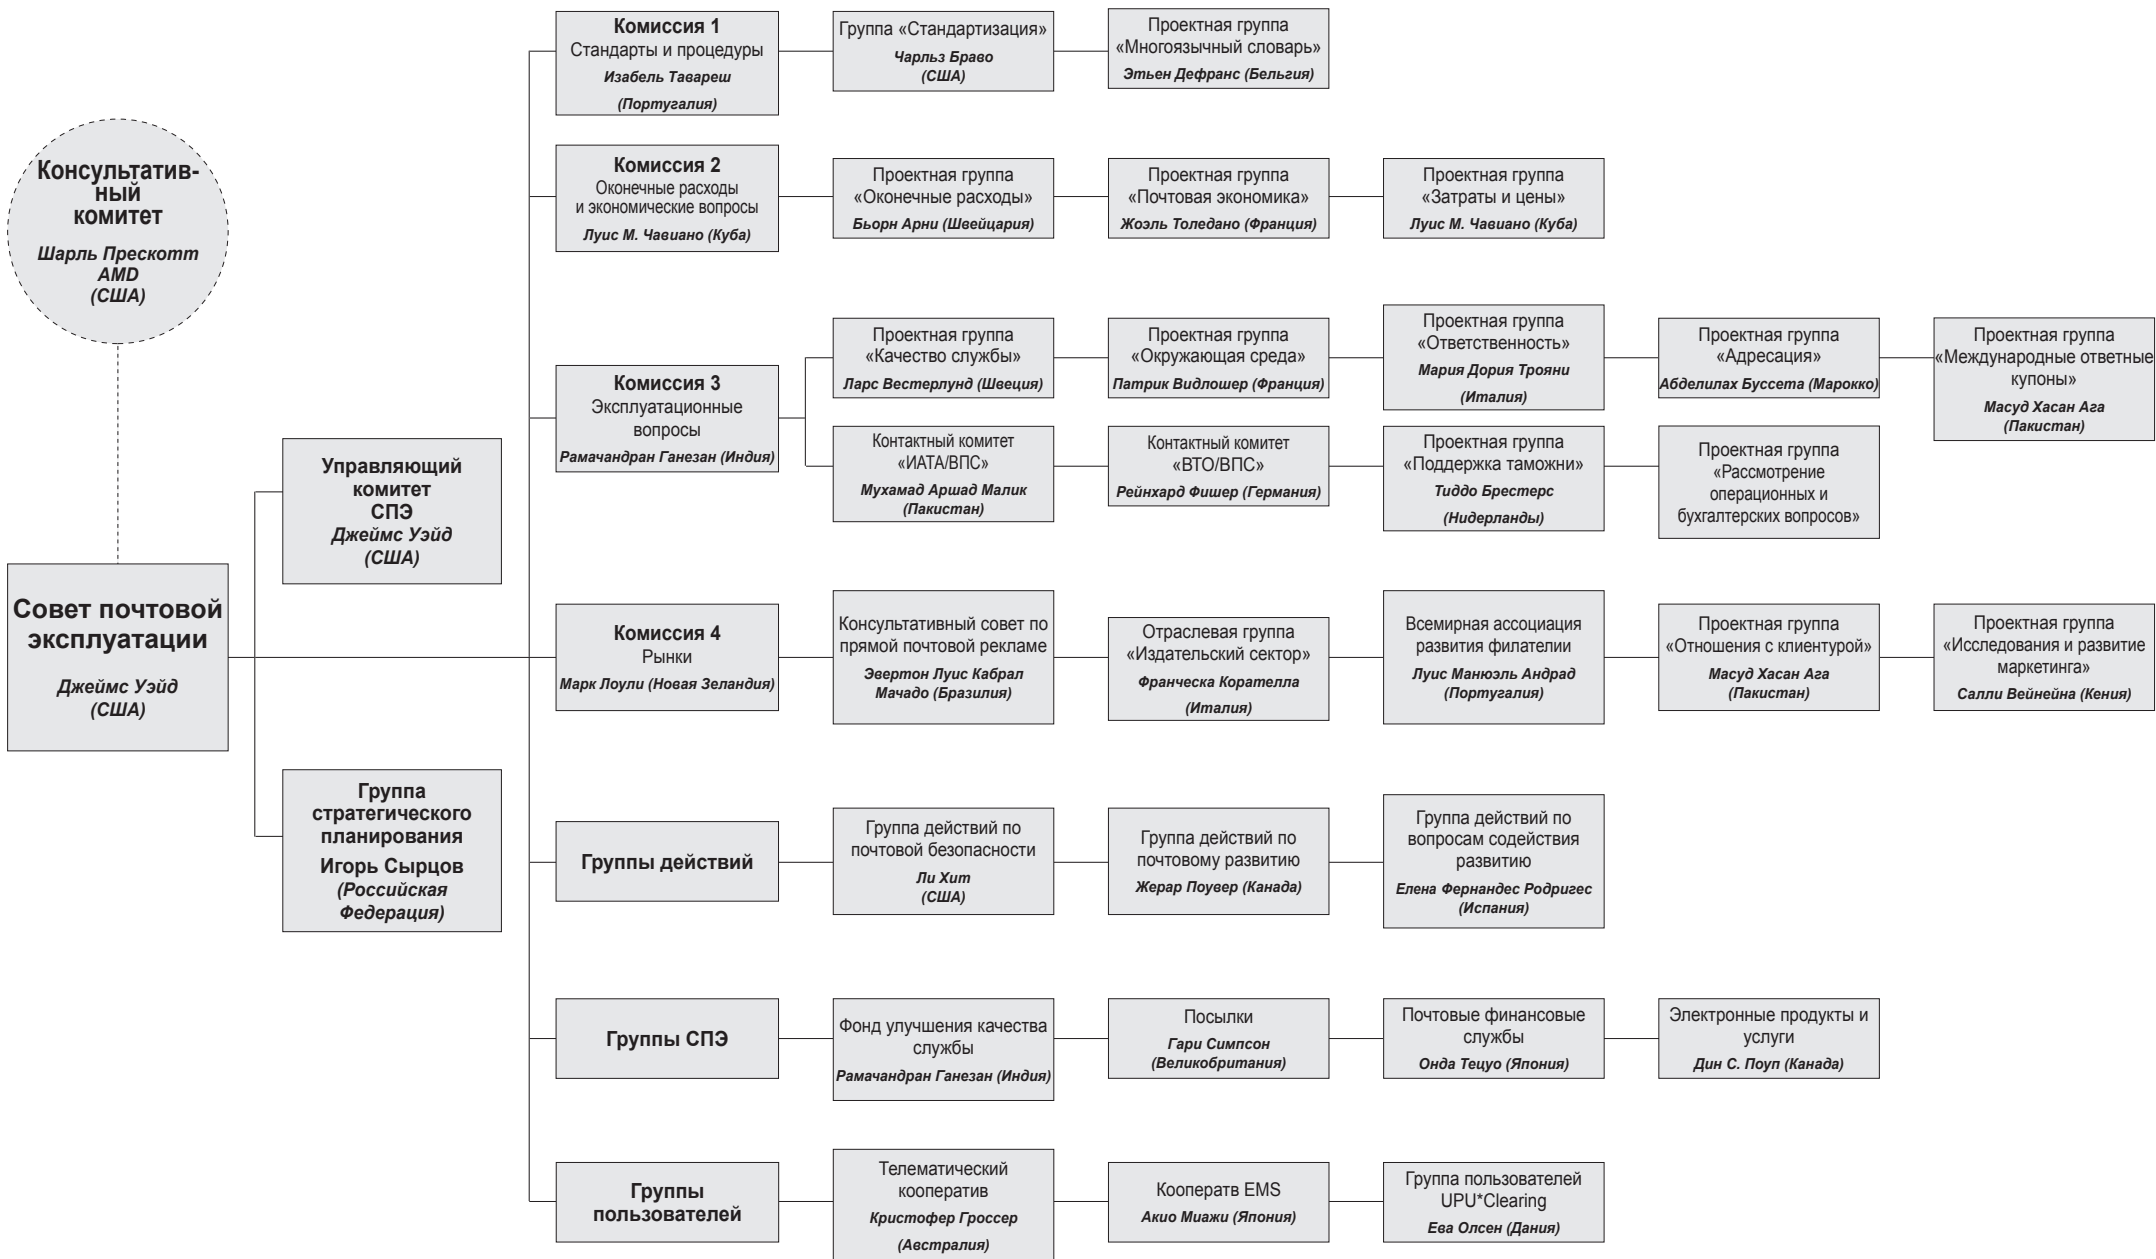 Консультатив-
ный
комитет
Шарль Прескотт
AMD
(США)
Совет почтовой
эксплуатации
Джеймс Уэйд
(США)
Управляющий
комитет
СПЭ
Джеймс Уэйд
(США)
Группа
стратегического
планирования
Игорь Сырцов
(Российская
Федерация)
Комиссия 1
Стандарты и процедуры
Изабель Тавареш
(Португалия)
Группа «Стандартизация»
Чарльз Браво
(США)
Проектная группа
«Многоязычный словарь»
Этьен Дефранс (Бельгия)
Комиссия 2
Оконечные расходы
и экономические вопросы
Луис М. Чавиано (Куба)
Проектная группа
«Оконечные расходы»
Бьорн Арни (Швейцария)
Проектная группа
«Почтовая экономика»
Жоэль Толедано (Франция)
Проектная группа
«Затраты и цены»
Луис М. Чавиано (Куба)
Комиссия 3
Эксплуатационные
вопросы
Рамачандран Ганезан (Индия)
Проектная группа
«Качество службы»
Ларс Вестерлунд (Швеция)
Проектная группа
«Окружающая среда»
Патрик Видлошер (Франция)
Проектная группа
«Ответственность»
Мария Дория Трояни
(Италия)
Проектная группа
«Адресация»
Абделилах Буссета (Марокко)
Проектная группа
«Международные ответные
купоны»
Масуд Хасан Ага
(Пакистан)
Контактный комитет
«ИАТА/ВПС»
Мухамад Аршад Малик
(Пакистан)
Контактный комитет
«ВТО/ВПС»
Рейнхард Фишер (Германия)
Проектная группа
«Поддержка таможни»
Тиддо Брестерс
(Нидерланды)
Проектная группа
«Рассмотрение
операционных и
бухгалтерских вопросов»
Комиссия 4
Рынки
Марк Лоули (Новая Зеландия)
Консультативный совет по
прямой почтовой рекламе
Эвертон Луис Кабрал
Мачадо (Бразилия)
Отраслевая группа
«Издательский сектор»
Франческа Корателла
(Италия)
Всемирная ассоциация
развития филателии
Луис Манюэль Андрад
(Португалия)
Проектная группа
«Отношения с клиентурой»
Масуд Хасан Ага
(Пакистан)
Проектная группа
«Исследования и развитие
маркетинга»
Салли Вейнейна (Кения)
Группы действий
Группа действий по
почтовой безопасности
Ли Хит
(США)
Группа действий по
почтовому развитию
Жерар Поувер (Канада)
Группа действий по
вопросам содействия
развитию
Елена Фернандес Родригес
(Испания)
Группы СПЭ
Фонд улучшения качества
службы
Рамачандран Ганезан (Индия)
Посылки
Гари Симпсон
(Великобритания)
Почтовые финансовые
службы
Онда Тецуо (Япония)
Электронные продукты и
услуги
Дин С. Поуп (Канада)
Группы
пользователей
Телематический
кооператив
Кристофер Гроссер
(Австралия)
Кооператв EMS
Акио Миажи (Япония)
Группа пользователей
UPU*Clearing
Ева Олсен (Дания)